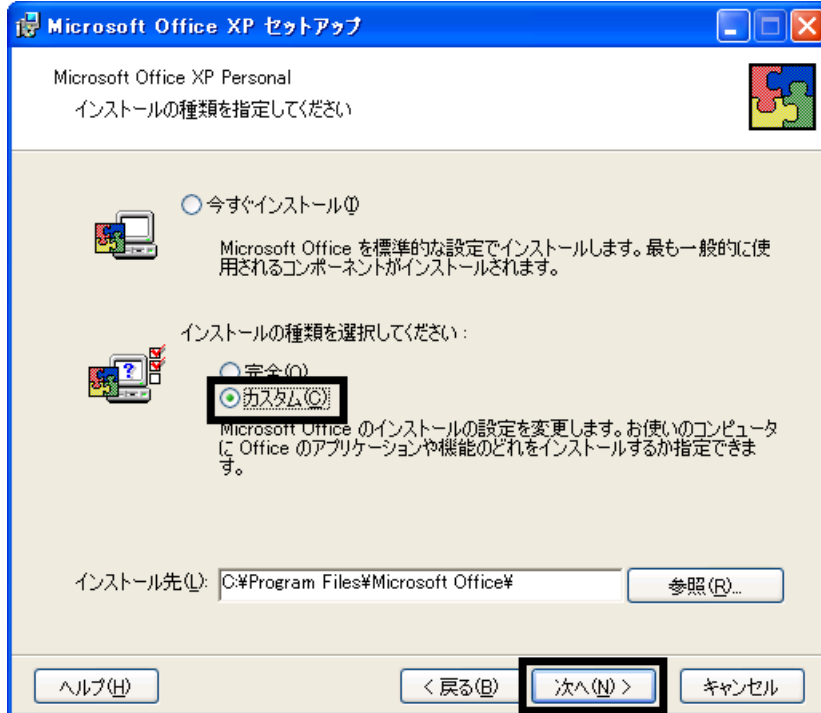 Microsoft Office XP セットアップ
Microsoft Office XP Personal
インストールの種類を指定してください
今すぐインストール(I)
Microsoft Office を標準的な設定でインストールします。最も一般的に使
用されるコンポーネントがインストールされます。
インストールの種類を選択してください:
完全(O)
カスタム(C)
Microsoft Office のインストールの設定を変更します。お使いのコンピュータ
に Office のアプリケーションや機能のどれをインストールするか指定できま
す。
インストール先(L): C:¥Program Files¥Microsoft Office¥ 参照(R)...
ヘルプ(H) < 戻る(B) 次へ(N) > キャンセル